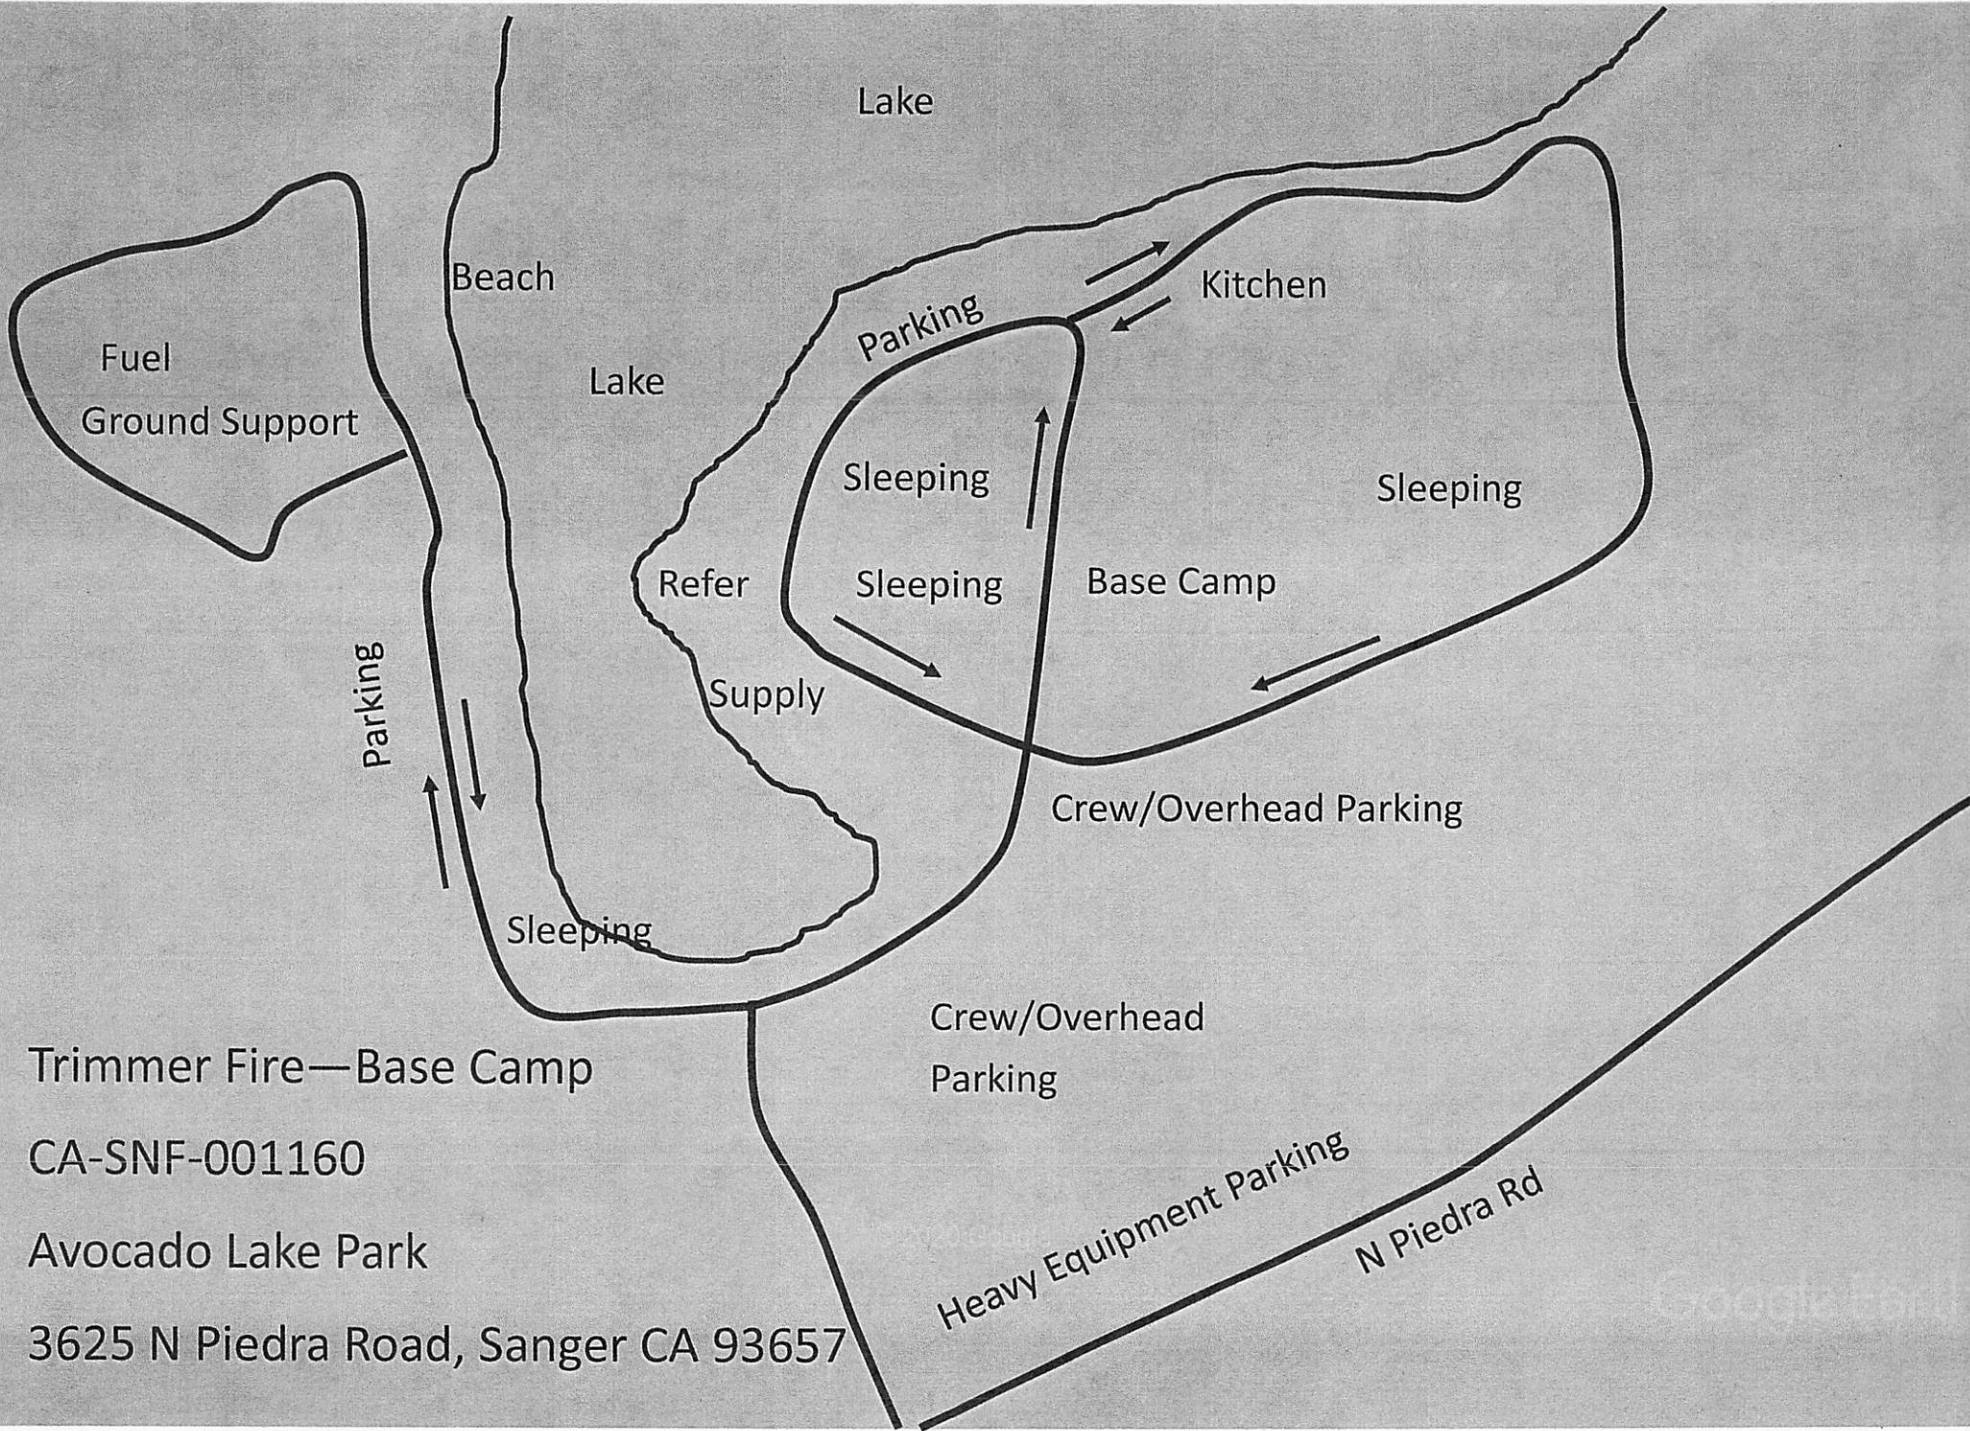 Lake
Beach
Kitchen
Parking
Fuel
Ground Support
Lake
Sleeping
Sleeping
Refer
Sleeping
Base Camp
Parking
Supply
Crew/Overhead Parking
Sleeping
Crew/Overhead
Parking
Heavy Equipment Parking
N Piedra Rd
Trimmer Fire—Base Camp
CA-SNF-001160
Avocado Lake Park
3625 N Piedra Road, Sanger CA 93657